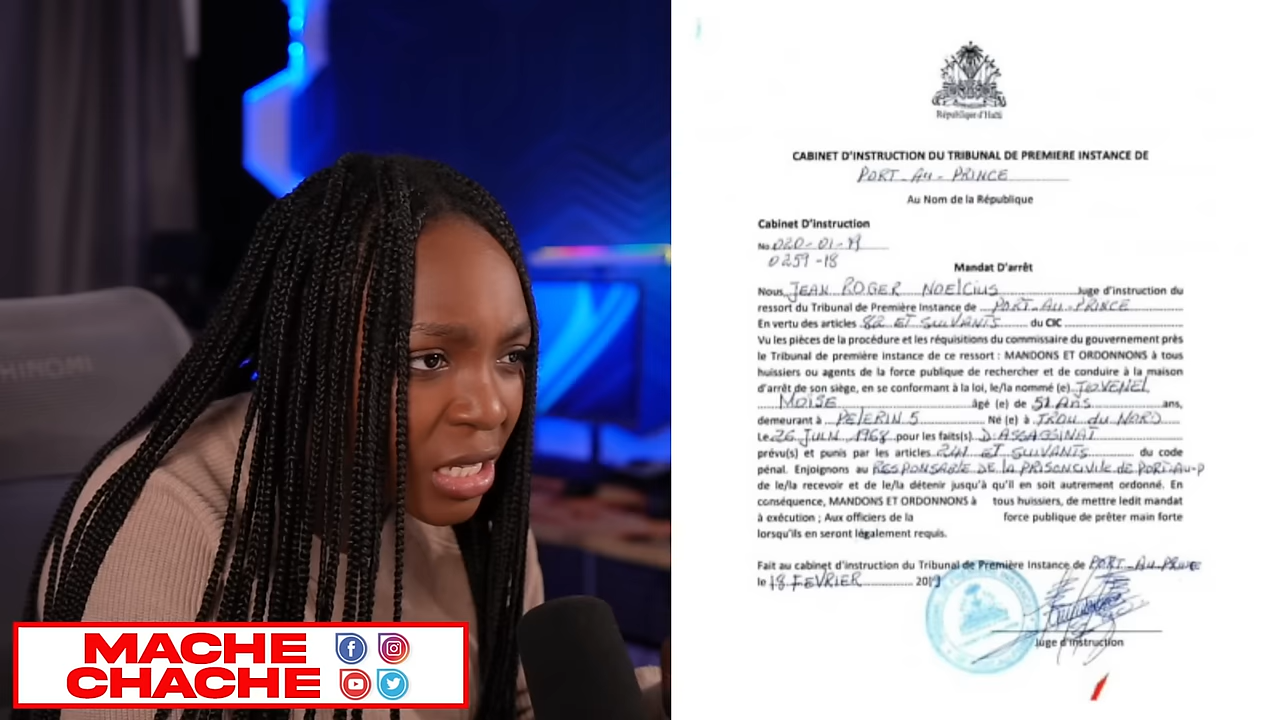 MACHE
CHACHE
République d'Haïti
CABINET D'INSTRUCTION DU TRIBUNAL DE PREMIERE INSTANCE DE
PORT-AU-PRINCE
Au Nom de la République
Cabinet D'instruction
No 020-01-19
0259-18
Mandat D'arrêt
Nous, JEAN ROGER NOELCIUS Juge d'instruction du
ressort du Tribunal de Première Instance de PORT-AU-PRINCE
En vertu des articles 82 ET SUIVANTS du CIC
Vu les pièces de la procédure et les réquisitions du commissaire du gouvernement près
le Tribunal de première instance de ce ressort : MANDONS ET ORDONNONS à tous
huissiers ou agents de la force publique de rechercher et de conduire à la maison
d'arrêt de son siège, en se conformant à la loi, le/la nommé (e) JOVENEL
MOISE âgé (e) de 51 Ans ans,
demeurant à PELERIN 5 Né (e) à TROU du NORD
Le 26 JUIN 1968 pour les faits(s) D'ASSASSINAT
prévu(s) et punis par les articles 241 ET SUIVANTS du code
pénal. Enjoignons au RESPONSABLE DE LA PRISON CIVILE de PORT-AU-P
de le/la recevoir et de le/la détenir jusqu'à qu'il en soit autrement ordonné. En
conséquence, MANDONS ET ORDONNONS à tous huissiers, de mettre ledit mandat
à exécution ; Aux officiers de la force publique de prêter main forte
lorsqu'ils en seront légalement requis.
Fait au cabinet d'instruction du Tribunal de Première Instance de PORT-AU-PRINCE
le 18 FEVRIER 2019
Juge d'instruction